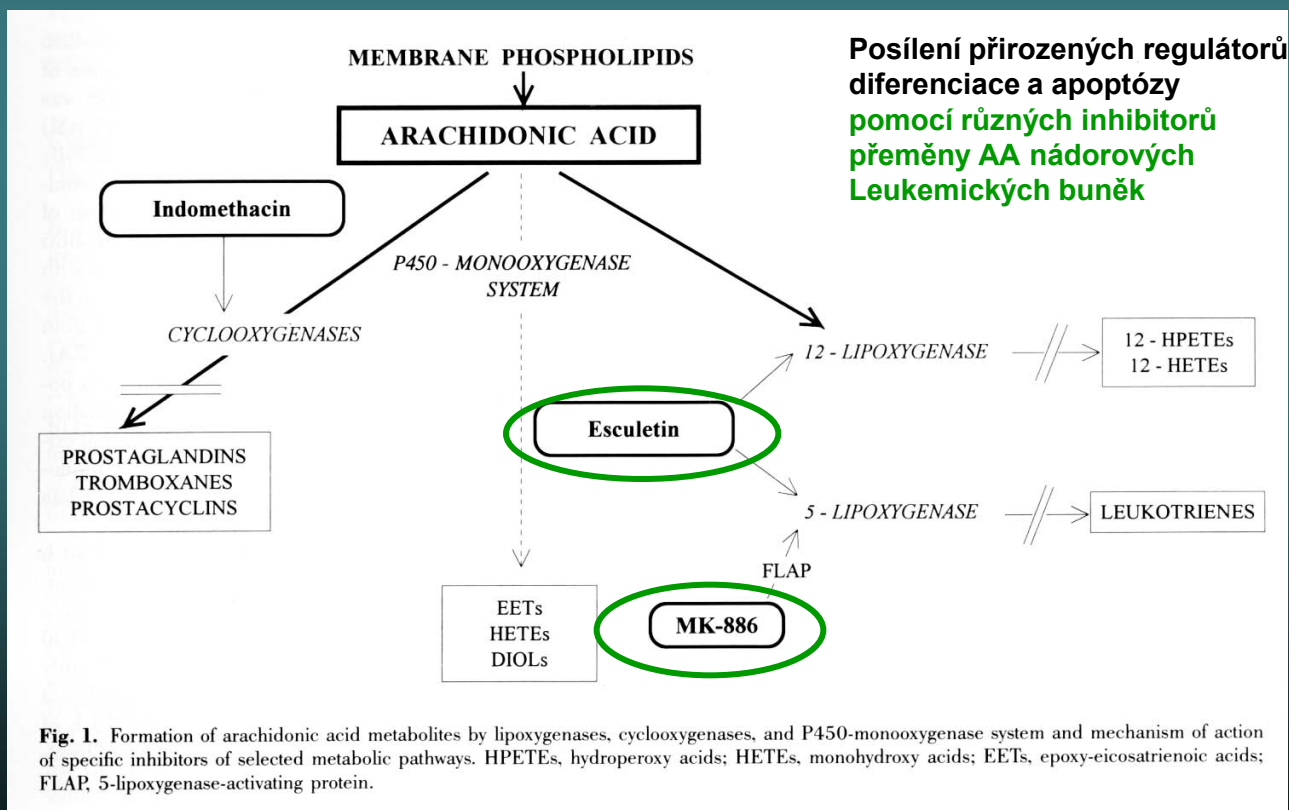 MEMBRANE PHOSPHOLIPIDS
ARACHIDONIC ACID
Posílení přirozených regulátorů
diferenciace a apoptózy
pomocí různých inhibitorů
přeměny AA nádorových
Leukemických buněk
Indomethacin
P450 - MONOOXYGENASE
SYSTEM
CYCLOOXYGENASES
12 - LIPOXYGENASE
12 - HPETEs
12 - HETEs
Esculetin
PROSTAGLANDINS
TROMBOXANES
PROSTACYCLINS
5 - LIPOXYGENASE
LEUKOTRIENES
FLAP
EETs
HETEs
DIOLs
MK-886
Fig. 1. Formation of arachidonic acid metabolites by lipoxygenases, cyclooxygenases, and P450-monooxygenase system and mechanism of action
of specific inhibitors of selected metabolic pathways. HPETEs, hydroperoxy acids; HETEs, monohydroxy acids; EETs, epoxy-eicosatrienoic acids;
FLAP, 5-lipoxygenase-activating protein.